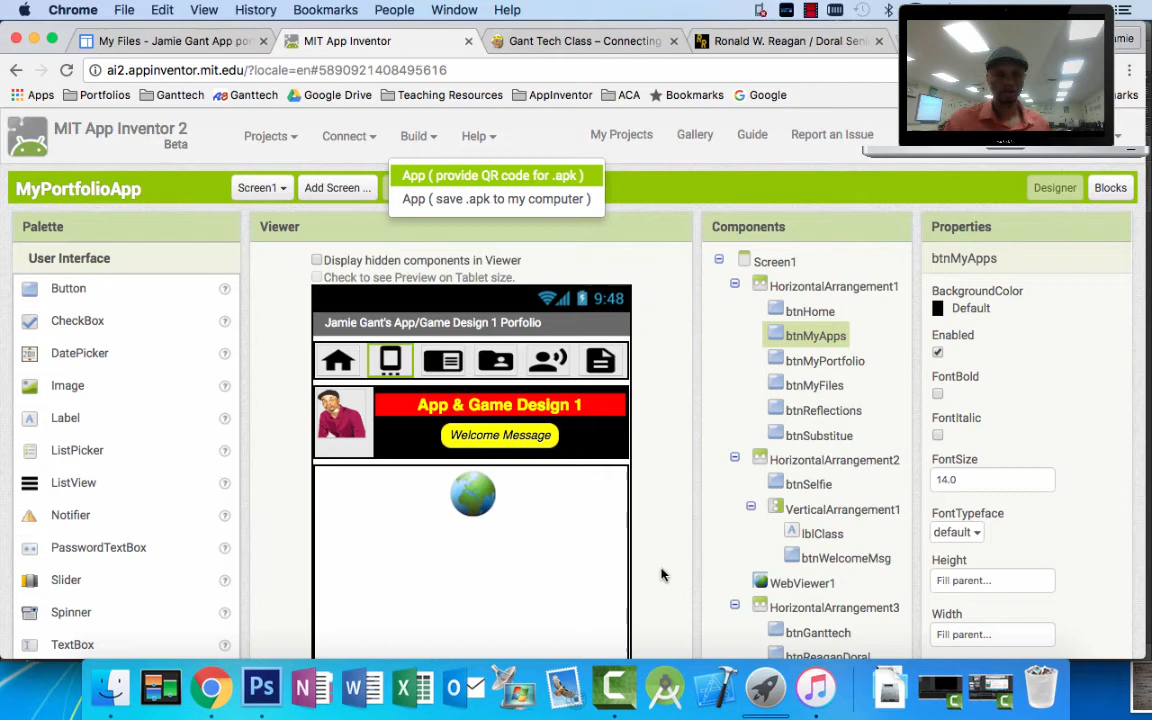 Chrome File Edit View History Bookmarks People Window Help
My Files - Jamie Gant App por
MIT App Inventor
Gant Tech Class – Connecting
Ronald W. Reagan / Doral Seni
mie
ai2.appinventor.mit.edu/?locale=en#5890921408495616
Apps Portfolios Ganttech Ganttech Google Drive Teaching Resources AppInventor ACA Bookmarks Google
marks
MIT App Inventor 2
Beta
Projects Connect Build Help My Projects Gallery Guide Report an Issue
App ( provide QR code for .apk )
App ( save .apk to my computer )
MyPortfolioApp Screen1 Add Screen ... Designer Blocks
Palette
User Interface
Button
CheckBox
DatePicker
Image
Label
ListPicker
ListView
Notifier
PasswordTextBox
Slider
Spinner
TextBox
Viewer
Display hidden components in Viewer
Check to see Preview on Tablet size.
9:48
Jamie Gant's App/Game Design 1 Porfolio
App & Game Design 1
Welcome Message
Components
Screen1
HorizontalArrangement1
btnHome
btnMyApps
btnMyPortfolio
btnMyFiles
btnReflections
btnSubstitue
HorizontalArrangement2
btnSelfie
VerticalArrangement1
lblClass
btnWelcomeMsg
WebViewer1
HorizontalArrangement3
btnGanttech
btnReaganDoral
Properties
btnMyApps
BackgroundColor
Default
Enabled
FontBold
FontItalic
FontSize
14.0
FontTypeface
default
Height
Fill parent...
Width
Fill parent...